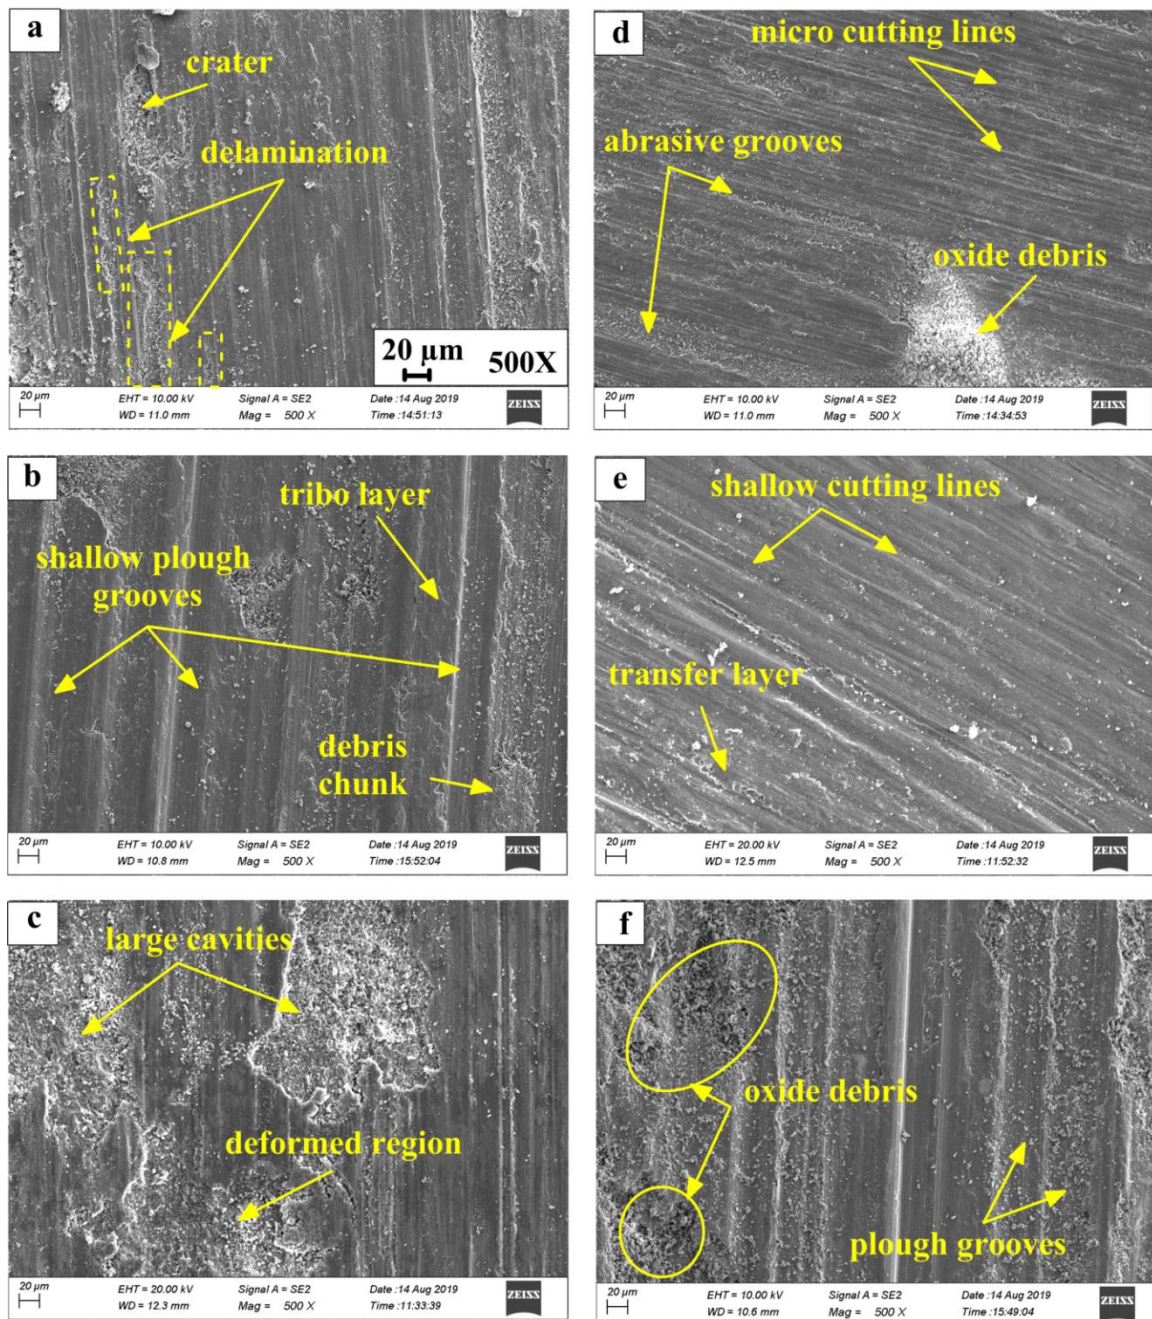 a
crater
delamination
20 µm 500X
20 µm EHT = 10.00 kV Signal A = SE2 Date :14 Aug 2019 ZEISS
WD = 11.0 mm Mag = 500 X Time :14:51:13
b
tribo layer
shallow plough
grooves
debris
chunk
20 µm EHT = 10.00 kV Signal A = SE2 Date :14 Aug 2019 ZEISS
WD = 10.8 mm Mag = 500 X Time :15:52:04
c
large cavities
deformed region
20 µm EHT = 20.00 kV Signal A = SE2 Date :14 Aug 2019 ZEISS
WD = 12.3 mm Mag = 500 X Time :11:33:39
d
micro cutting lines
abrasive grooves
oxide debris
20 µm EHT = 10.00 kV Signal A = SE2 Date :14 Aug 2019 ZEISS
WD = 11.0 mm Mag = 500 X Time :14:34:53
e
shallow cutting lines
transfer layer
20 µm EHT = 20.00 kV Signal A = SE2 Date :14 Aug 2019 ZEISS
WD = 12.5 mm Mag = 500 X Time :11:52:32
f
oxide debris
plough grooves
20 µm EHT = 10.00 kV Signal A = SE2 Date :14 Aug 2019 ZEISS
WD = 10.6 mm Mag = 500 X Time :15:49:04